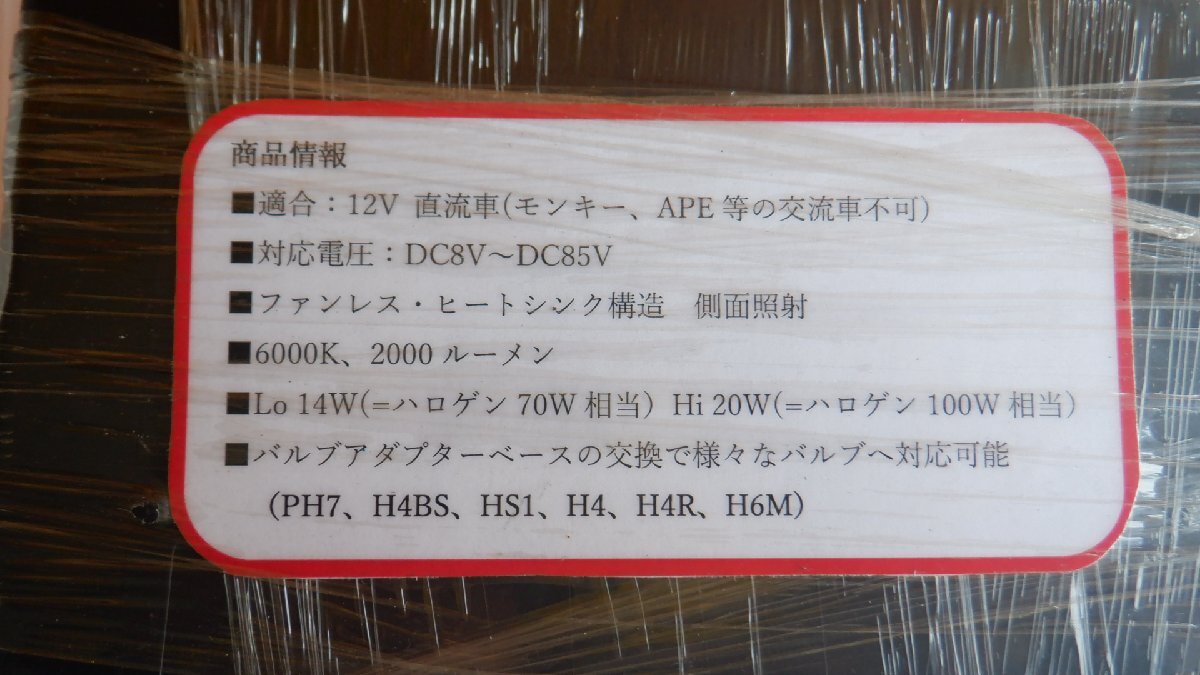 商品情報
■適合：12V 直流車(モンキー、APE 等の交流車不可)
■対応電圧：DC8V～DC85V
■ファンレス・ヒートシンク構造　側面照射
■6000K、2000 ルーメン
■Lo 14W(=ハロゲン 70W 相当) Hi 20W(=ハロゲン 100W 相当)
■バルブアダプターベースの交換で様々なバルブへ対応可能
（PH7、H4BS、HS1、H4、H4R、H6M）